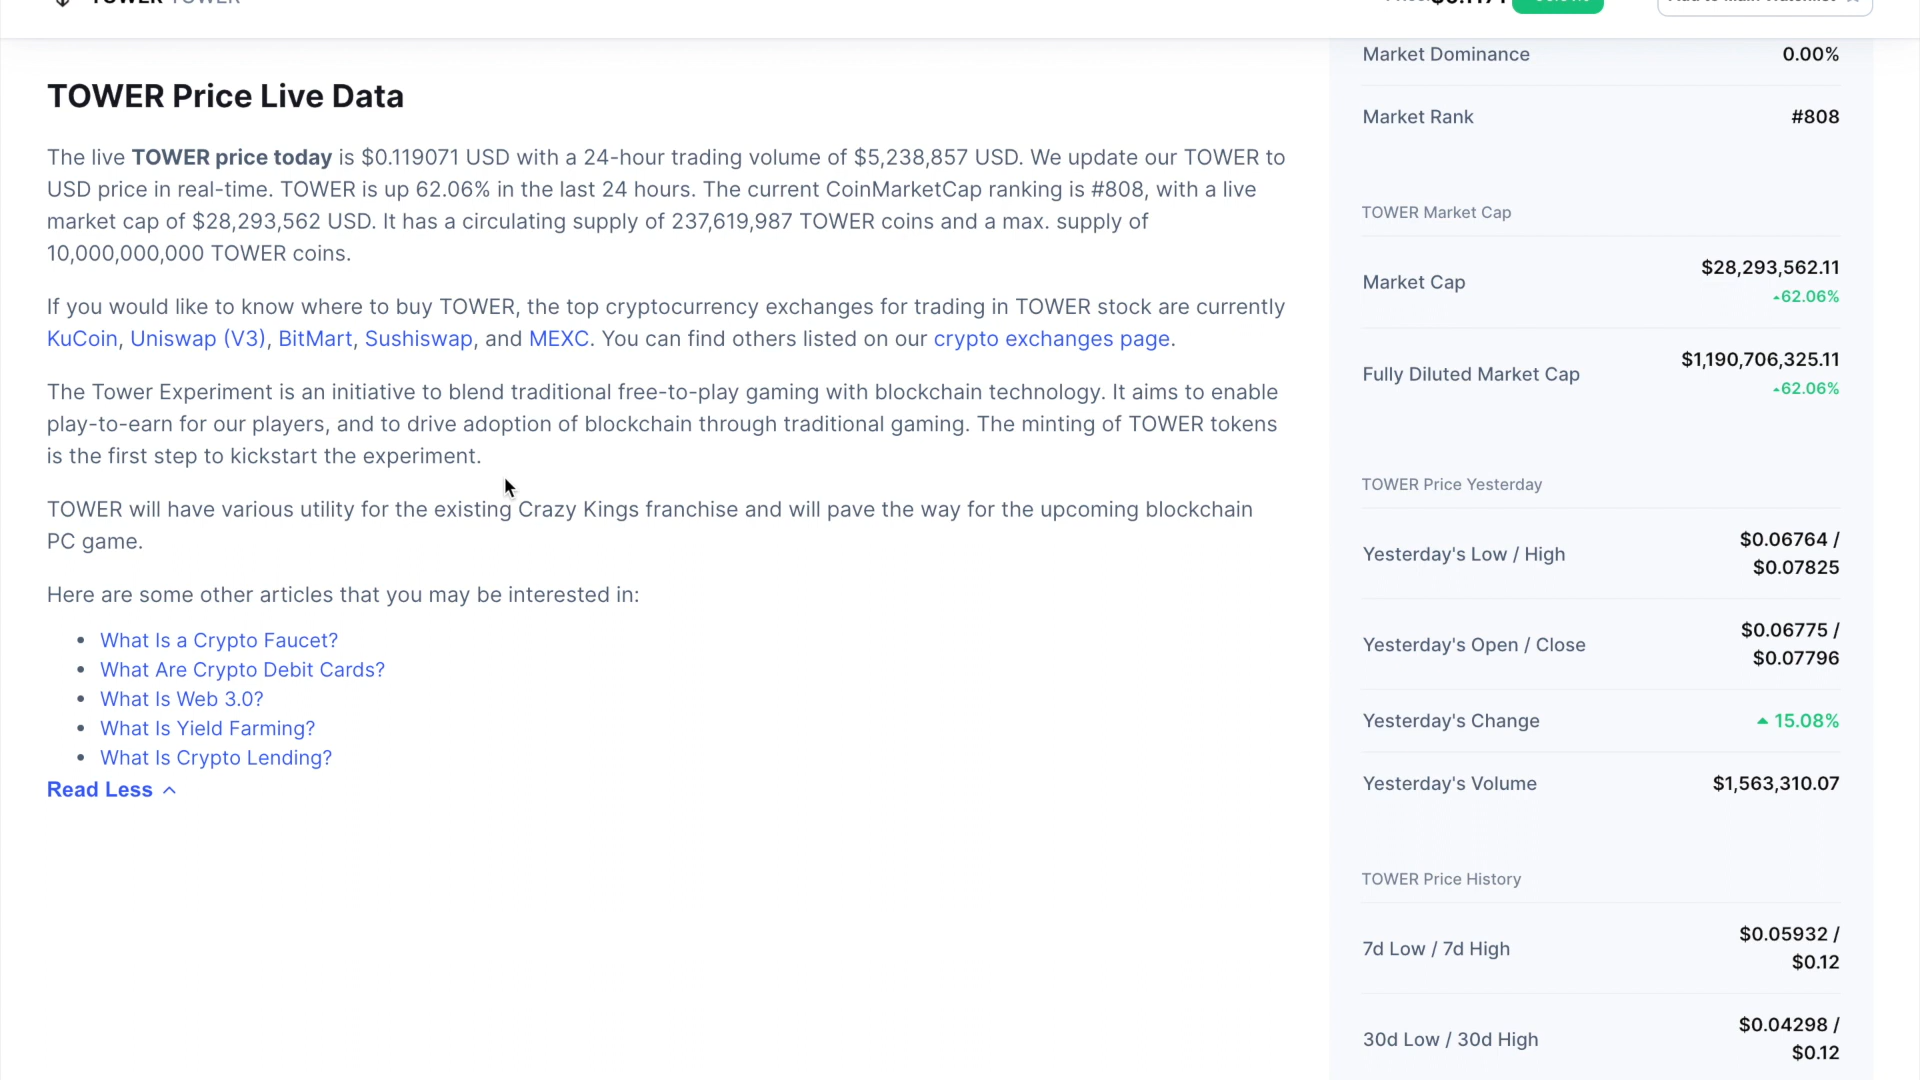 TOWER TOWER
TOWER Price Live Data
The live TOWER price today is $0.119071 USD with a 24-hour trading volume of $5,238,857 USD. We update our TOWER to
USD price in real-time. TOWER is up 62.06% in the last 24 hours. The current CoinMarketCap ranking is #808, with a live
market cap of $28,293,562 USD. It has a circulating supply of 237,619,987 TOWER coins and a max. supply of
10,000,000,000 TOWER coins.
If you would like to know where to buy TOWER, the top cryptocurrency exchanges for trading in TOWER stock are currently
KuCoin, Uniswap (V3), BitMart, Sushiswap, and MEXC. You can find others listed on our crypto exchanges page.
The Tower Experiment is an initiative to blend traditional free-to-play gaming with blockchain technology. It aims to enable
play-to-earn for our players, and to drive adoption of blockchain through traditional gaming. The minting of TOWER tokens
is the first step to kickstart the experiment.
TOWER will have various utility for the existing Crazy Kings franchise and will pave the way for the upcoming blockchain
PC game.
Here are some other articles that you may be interested in:
• What Is a Crypto Faucet?
• What Are Crypto Debit Cards?
• What Is Web 3.0?
• What Is Yield Farming?
• What Is Crypto Lending?
Read Less
Market Dominance 0.00%
Market Rank #808
TOWER Market Cap
Market Cap $28,293,562.11
62.06%
Fully Diluted Market Cap $1,190,706,325.11
62.06%
TOWER Price Yesterday
Yesterday's Low / High $0.06764 /
$0.07825
Yesterday's Open / Close $0.06775 /
$0.07796
Yesterday's Change 15.08%
Yesterday's Volume $1,563,310.07
TOWER Price History
7d Low / 7d High $0.05932 /
$0.12
30d Low / 30d High $0.04298 /
$0.12